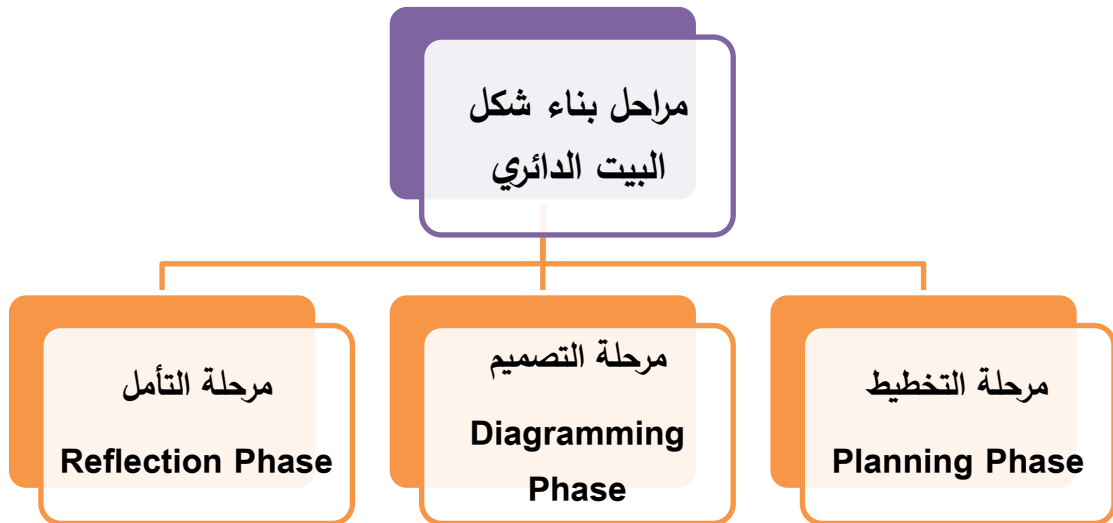 مراحل بناء شكل
البيت الدائري
مرحلة التخطيط
Planning Phase
مرحلة التصميم
Diagramming
Phase
مرحلة التأمل
Reflection Phase